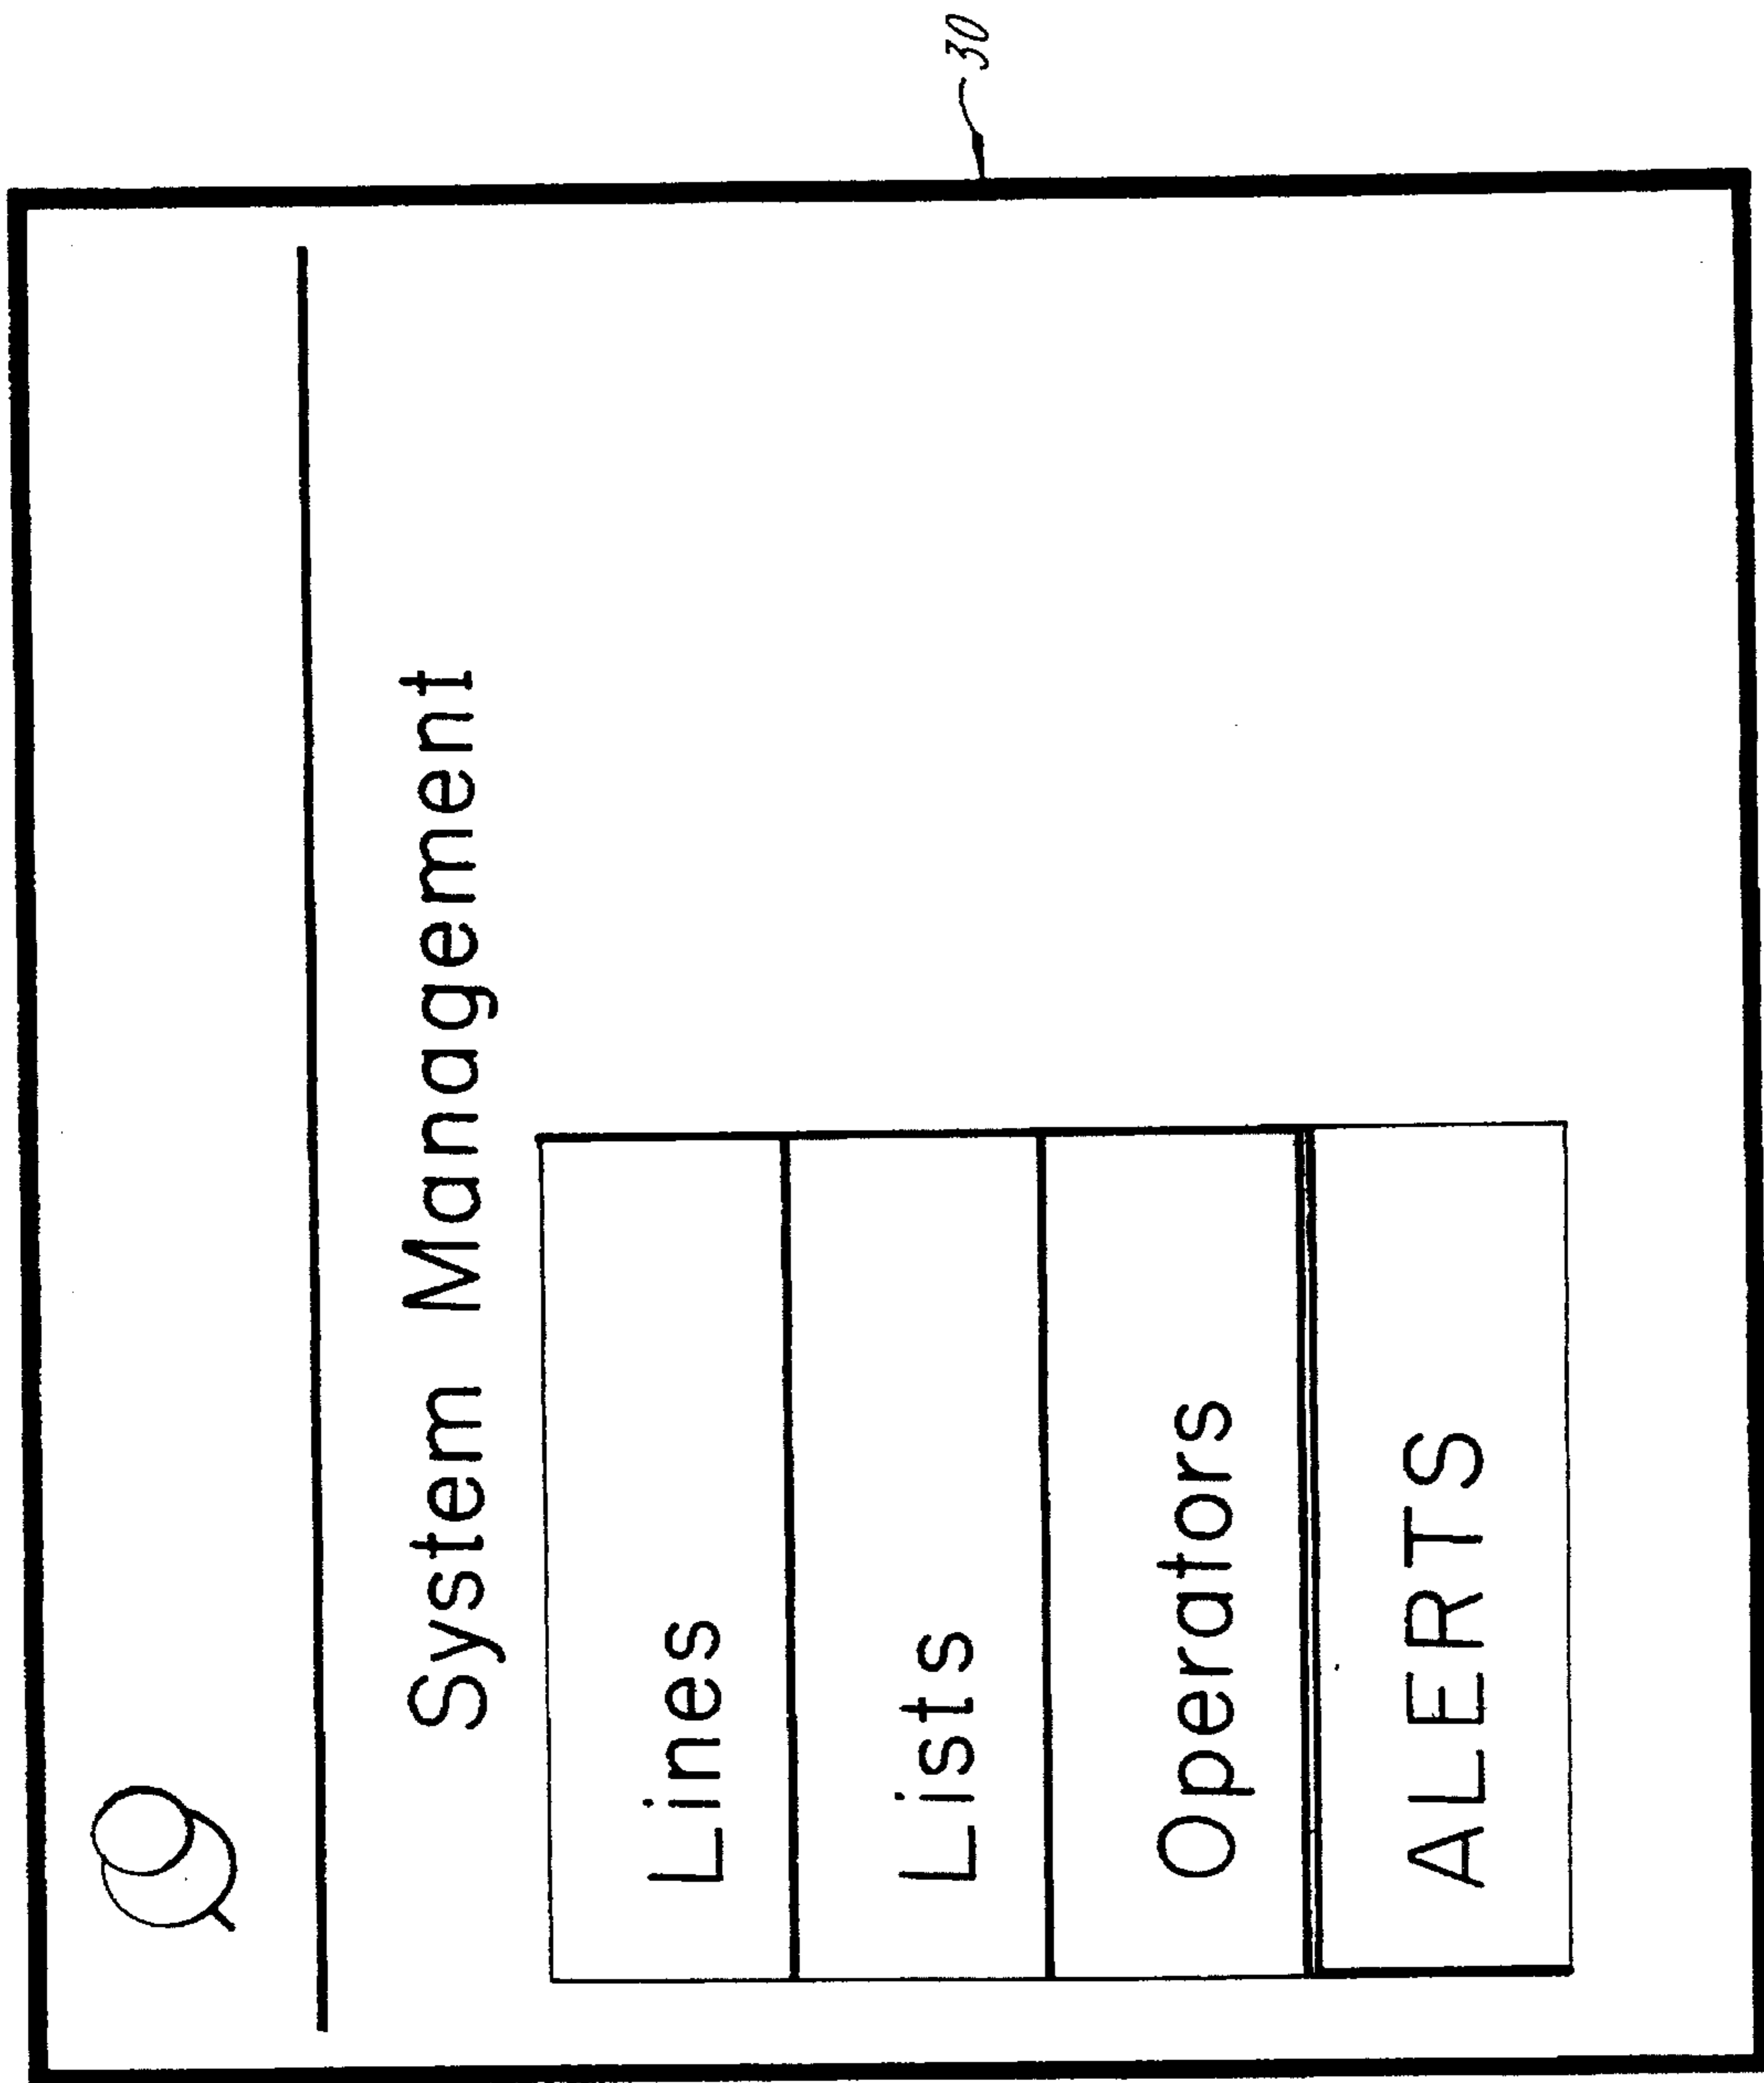 System Management
Lines
Lists
Operators
ALERTS
30